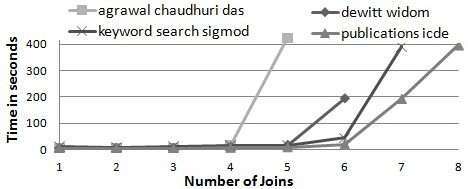 agrawal chaudhuri das
dewitt widom
keyword search sigmod
publications icde
Time in seconds
400
300
200
100
0
1 2 3 4 5 6 7 8
Number of Joins